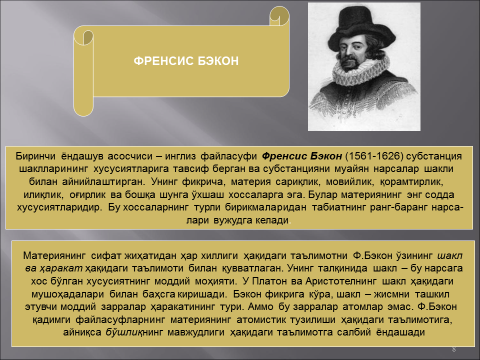 ФРЕНСИС БЭКОН
Биринчи ёндашув асосчиси – инглиз файласуфи Френсис Бэкон (1561-1626) субстанция
шаклларининг хусусиятларига тавсиф берган ва субстанцияни муайян нарсалар шакли
билан айнийлаштирган. Унинг фикрича, материя сариқлик, мовийлик, қорамтирлик,
илиқлик, оғирлик ва бошқа шунга ўхшаш хоссаларга эга. Булар материянинг энг содда
хусусиятларидир. Бу хоссаларнинг турли бирикмаларидан табиатнинг ранг-баранг нарса-
лари вужудга келади
Материянинг сифат жиҳатидан ҳар хиллиги ҳақидаги таълимотни Ф.Бэкон ўзининг шакл
ва ҳаракат ҳақидаги таълимоти билан қувватлаган. Унинг талқинида шакл – бу нарсага
хос бўлган хусусиятнинг моддий моҳияти. У Платон ва Аристотелнинг шакл ҳақидаги
мушоҳадалари билан баҳсга киришади. Бэкон фикрига кўра, шакл – жисмни ташкил
этувчи моддий зарралар ҳаракатининг тури. Аммо бу зарралар атомлар эмас. Ф.Бэкон
қадимги файласуфларнинг материянинг атомистик тузилиши ҳақидаги таълимотига,
айниқса бўшлиқнинг мавжудлиги ҳақидаги таълимотга салбий ёндашади
8